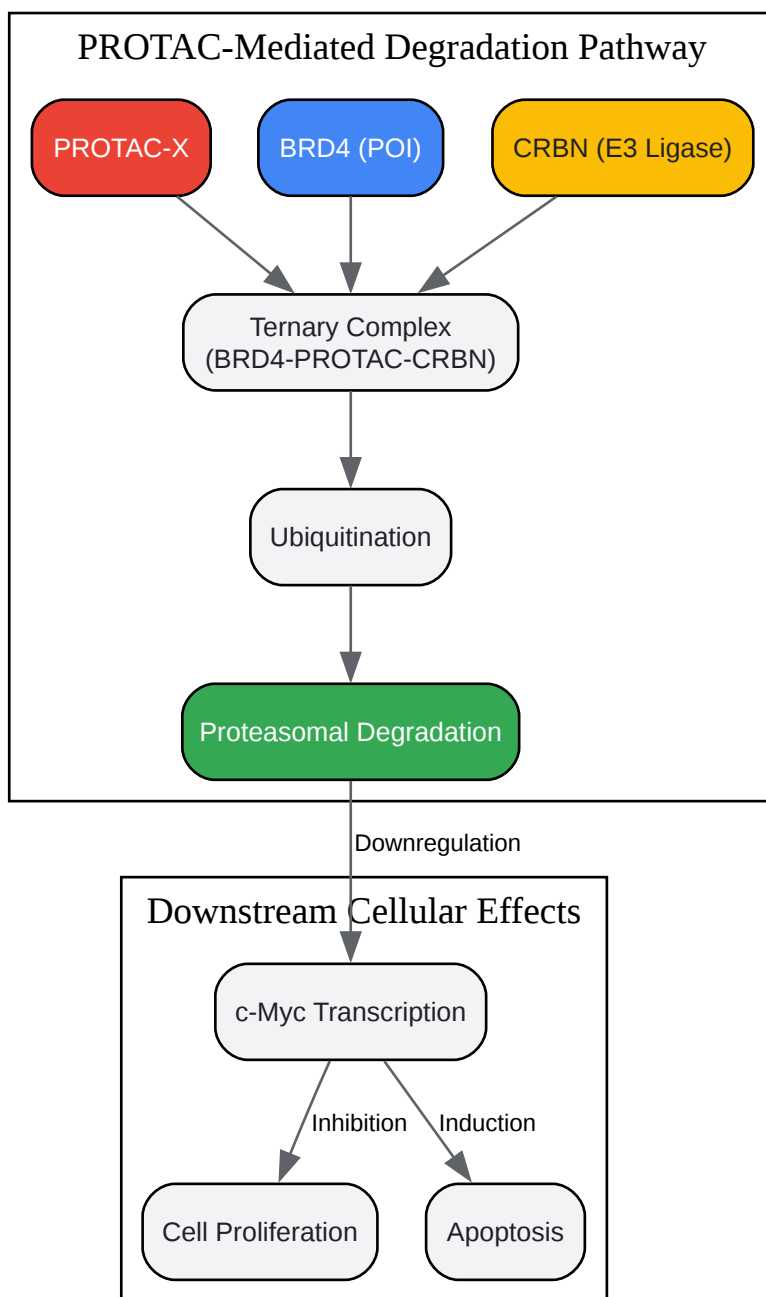 PROTAC-Mediated Degradation Pathway
PROTAC-X
BRD4 (POI)
CRBN (E3 Ligase)
Ternary Complex
(BRD4-PROTAC-CRBN)
Ubiquitination
Proteasomal Degradation
Downregulation
Downstream Cellular Effects
c-Myc Transcription
Inhibition
Induction
Cell Proliferation
Apoptosis